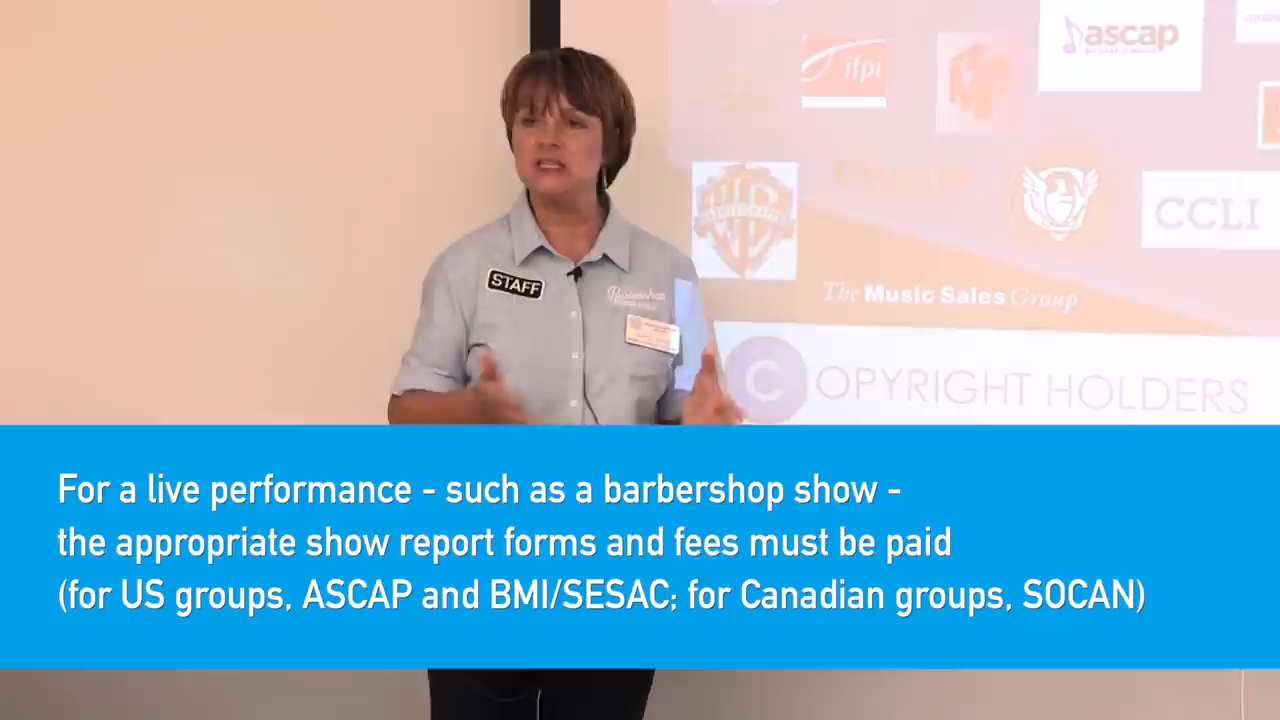 ascap
ifpi
CCLI
The Music Sales Group
STAFF
COPYRIGHT HOLDERS
For a live performance - such as a barbershop show -
the appropriate show report forms and fees must be paid
(for US groups, ASCAP and BMI/SESAC; for Canadian groups, SOCAN)